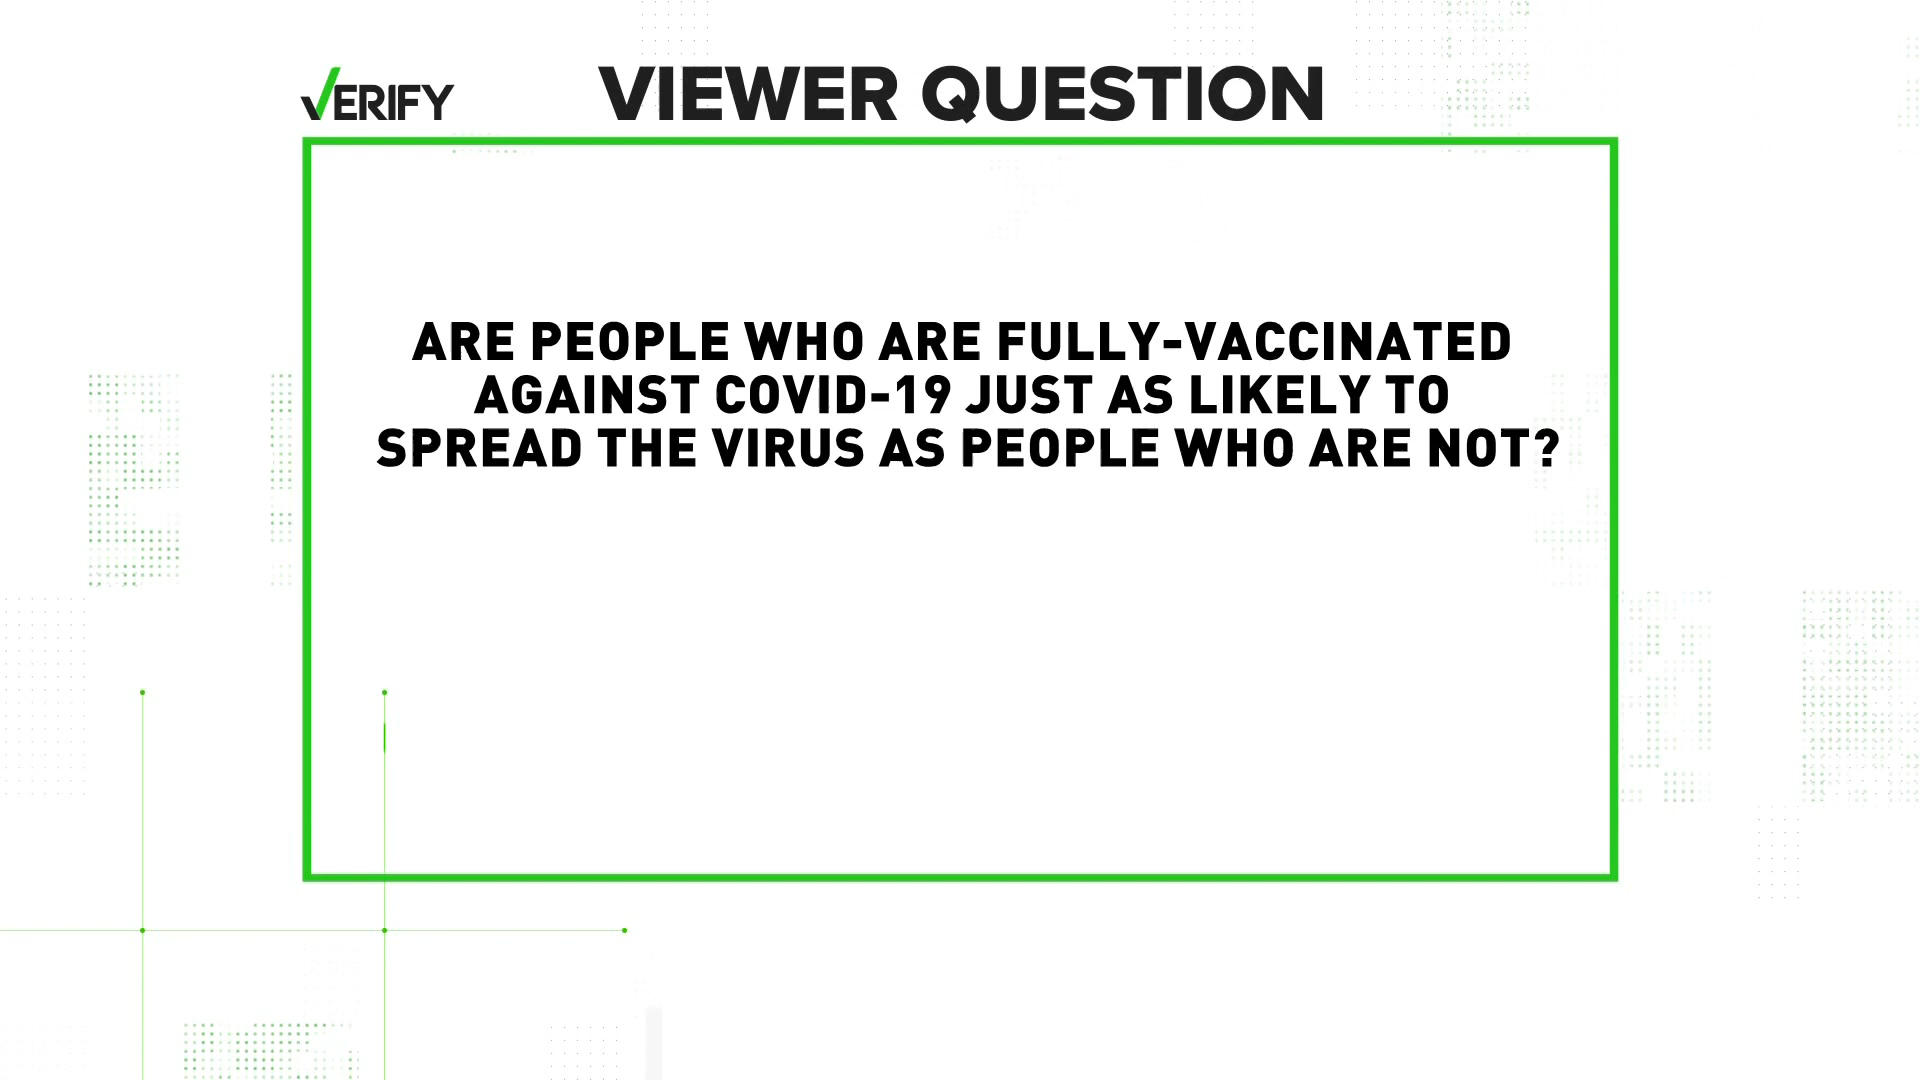 VERIFY
VIEWER QUESTION
ARE PEOPLE WHO ARE FULLY-VACCINATED
AGAINST COVID-19 JUST AS LIKELY TO
SPREAD THE VIRUS AS PEOPLE WHO ARE NOT?